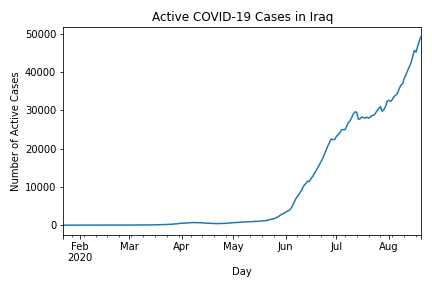 Active COVID-19 Cases in Iraq
Number of Active Cases
50000
40000
30000
20000
10000
0
Feb Mar Apr May Jun Jul Aug
2020
Day